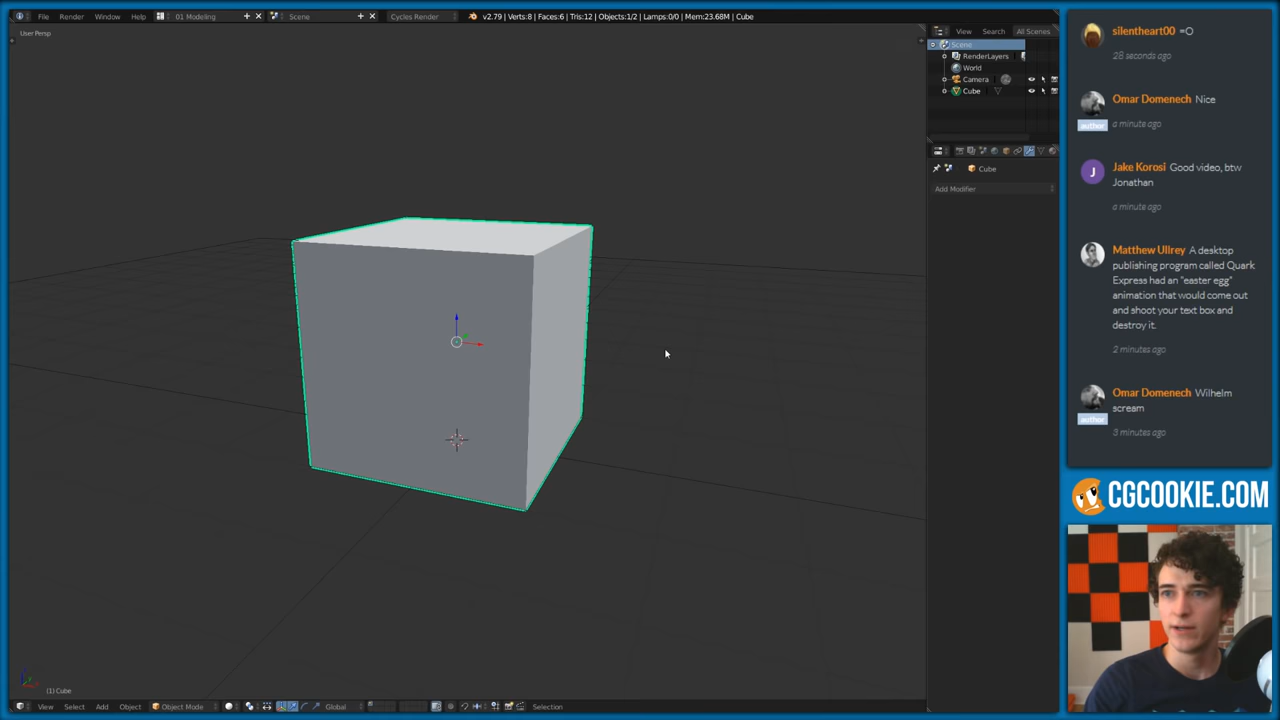 File Render Window Help 01 Modeling Scene Cycles Render v2.79 | Verts:8 | Faces:6 | Tris:12 | Objects:1/2 | Lamps:0/0 | Mem:23.68M | Cube
User Persp
View Search All Scenes
Scene
RenderLayers
World
Camera
Cube
Cube
Add Modifier
(1) Cube
View Select Add Object Object Mode Global Selection
silentheart00 =O
28 seconds ago
Omar Domenech Nice
author a minute ago
Jake Korosi Good video, btw
J
Jonathan
a minute ago
Matthew Ullrey A desktop
publishing program called Quark
Express had an "easter egg"
animation that would come out
and shoot your text box and
destroy it.
2 minutes ago
Omar Domenech Wilhelm
scream
author 3 minutes ago
CGCOOKIE.COM